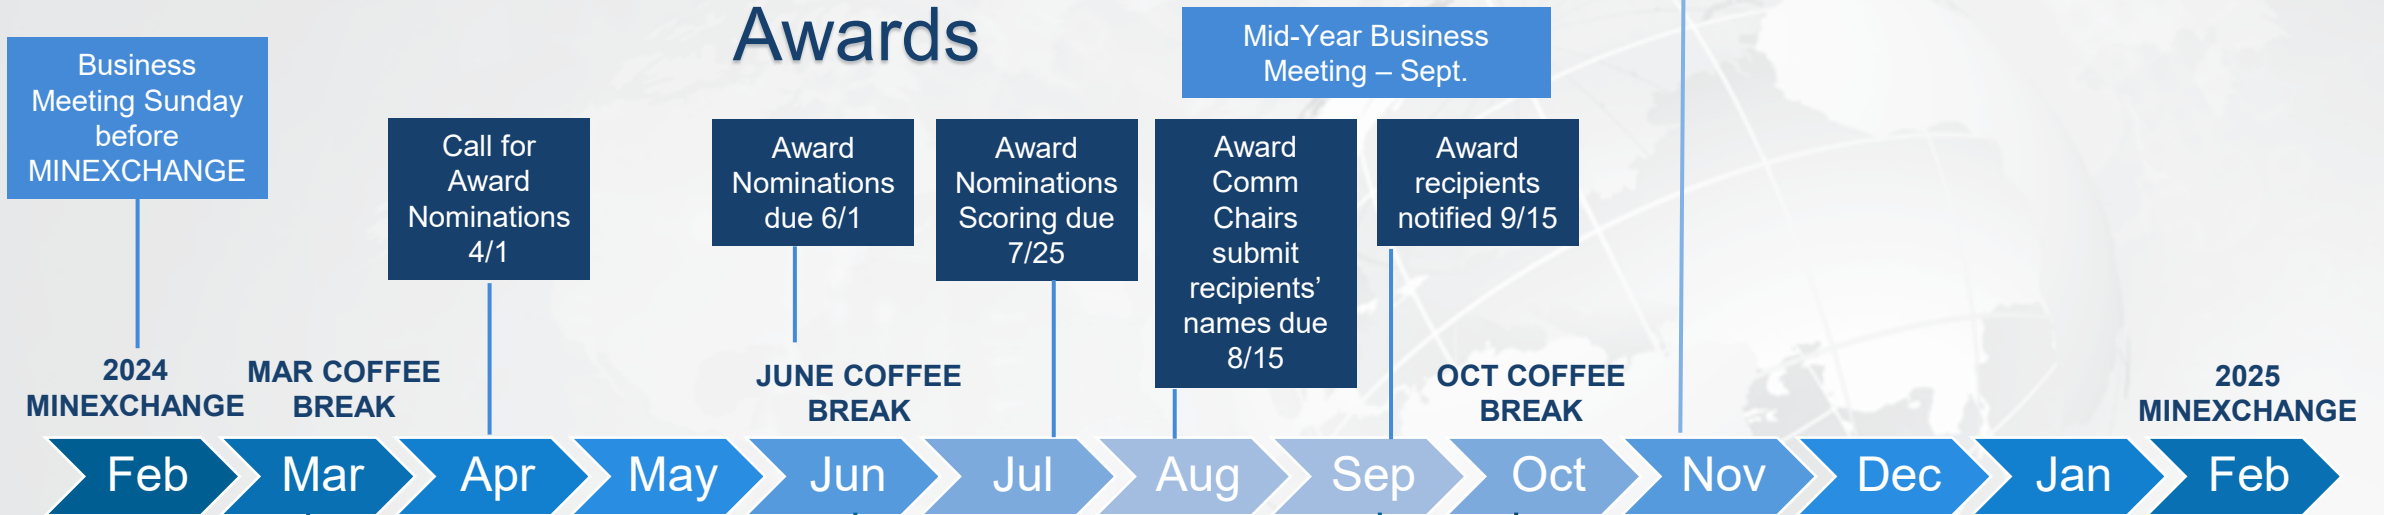 Awards
Business
Meeting Sunday
before
MINEXCHANGE
Mid-Year Business
Meeting – Sept.
Call for
Award
Nominations
4/1
Award
Nominations
due 6/1
Award
Nominations
Scoring due
7/25
Award
Comm
Chairs
submit
recipients’
names due
8/15
Award
recipients
notified 9/15
2024
MINEXCHANGE
MAR COFFEE
BREAK
JUNE COFFEE
BREAK
OCT COFFEE
BREAK
2025
MINEXCHANGE
Feb
Mar
Apr
May
Jun
Jul
Aug
Sep
Oct
Nov
Dec
Jan
Feb